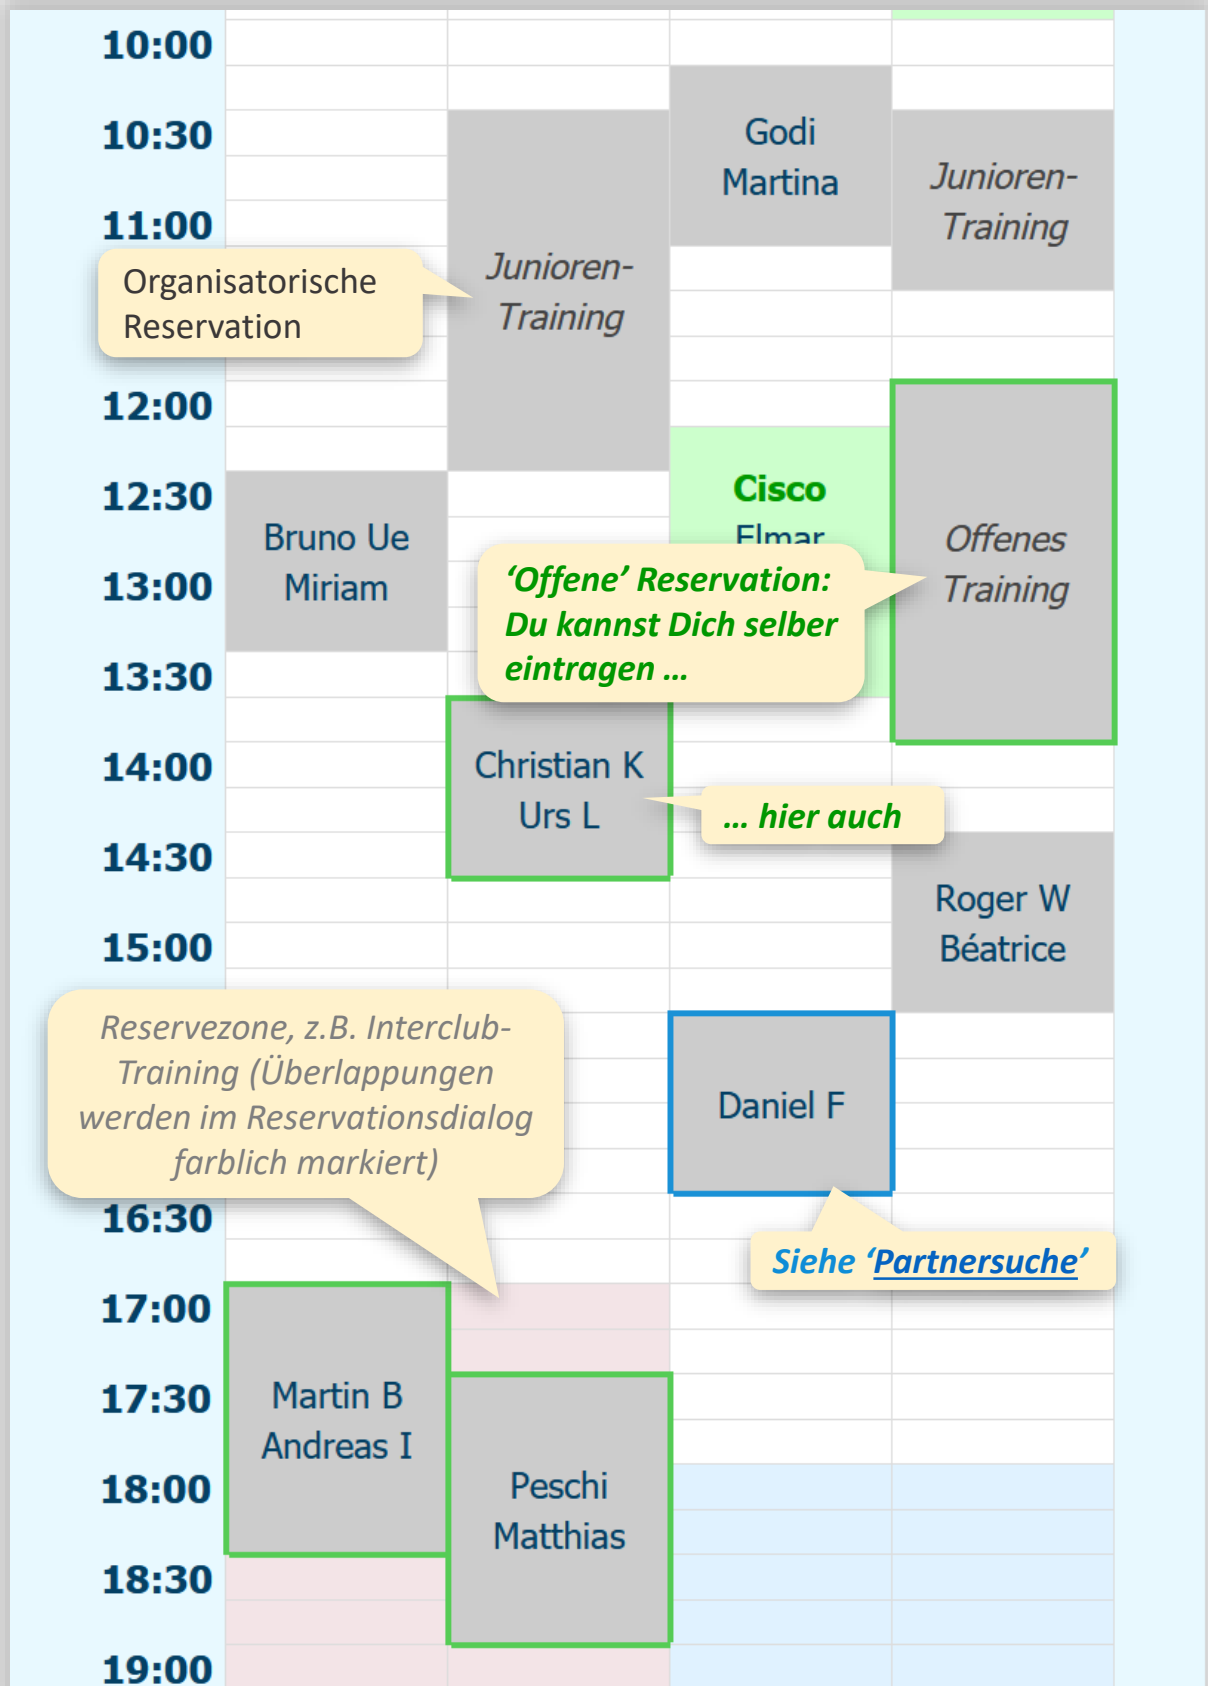 10:00
10:30
Godi
Martina
Junioren-
Training
11:00
Organisatorische
Reservation
Junioren-
Training
12:00
12:30
Cisco
Elmar
Bruno Ue
Miriam
Offenes
Training
13:00
‘Offene’ Reservation:
Du kannst Dich selber
eintragen ...
13:30
14:00
Christian K
Urs L
... hier auch
14:30
Roger W
Béatrice
15:00
Reservezone, z.B. Interclub-
Training (Überlappungen
werden im Reservationsdialog
farblich markiert)
Daniel F
16:30
Siehe ‘Partnersuche’
17:00
17:30
Martin B
Andreas I
18:00
Peschi
Matthias
18:30
19:00